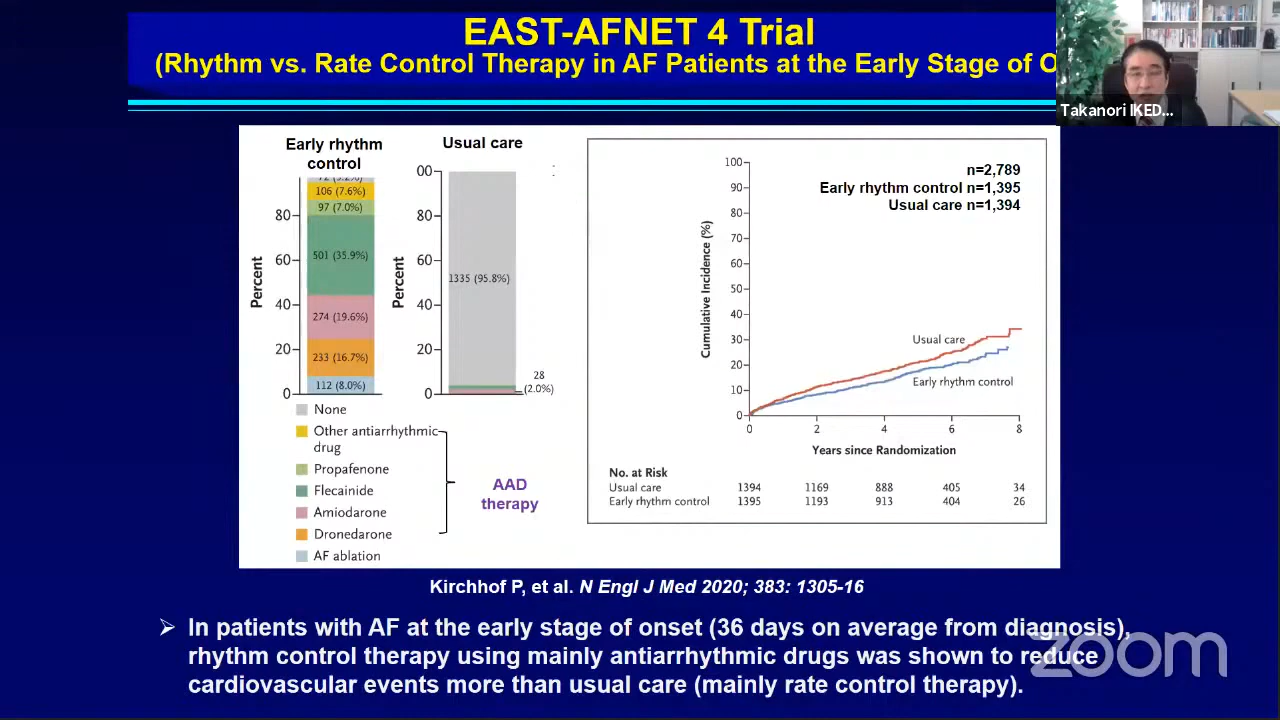 EAST-AFNET 4 Trial
(Rhythm vs. Rate Control Therapy in AF Patients at the Early Stage of
Takanori IKED...
Early rhythm
control
Usual care
Percent
80
60
40
20
0
106 (7.6%)
97 (7.0%)
501 (35.9%)
274 (19.6%)
233 (16.7%)
112 (8.0%)
Percent
00
80
60
40
20
0
1335 (95.8%)
28
(2.0%)
None
Other antiarrhythmic
drug
Propafenone
Flecainide
Amiodarone
Dronedarone
AF ablation
AAD
therapy
n=2,789
Early rhythm control n=1,395
Usual care n=1,394
Cumulative Incidence (%)
100
90
80
70
60
50
40
30
20
10
0
Usual care
Early rhythm control
0 2 4 6 8
Years since Randomization
No. at Risk
Usual care 1394 1169 888 405 34
Early rhythm control 1395 1193 913 404 26
Kirchhof P, et al. N Engl J Med 2020; 383: 1305-16
➢ In patients with AF at the early stage of onset (36 days on average from diagnosis),
rhythm control therapy using mainly antiarrhythmic drugs was shown to reduce
cardiovascular events more than usual care (mainly rate control therapy).
zoom